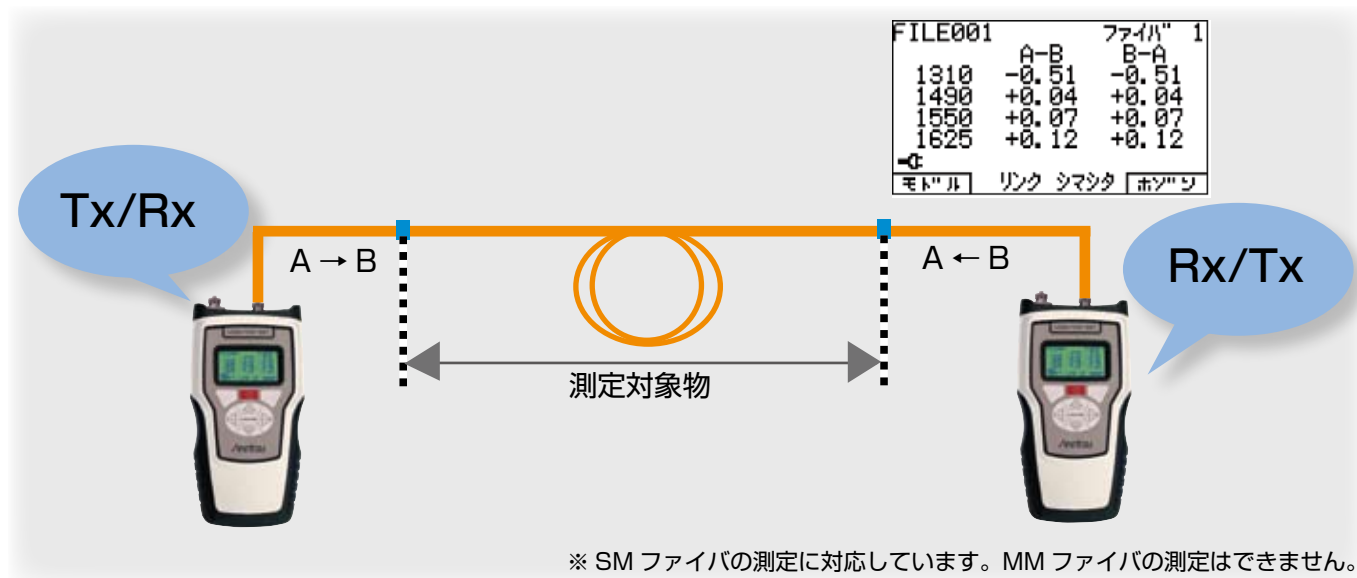 FILE001 ファイバ 1
A-B B-A
1310 -0.51 -0.51
1490 +0.04 +0.04
1550 +0.07 +0.07
1625 +0.12 +0.12
モドル リンク シマシタ ホゾン
Tx/Rx
A → B
A ← B
Rx/Tx
測定対象物
Anritsu
Anritsu
※ SM ファイバの測定に対応しています。MM ファイバの測定はできません。